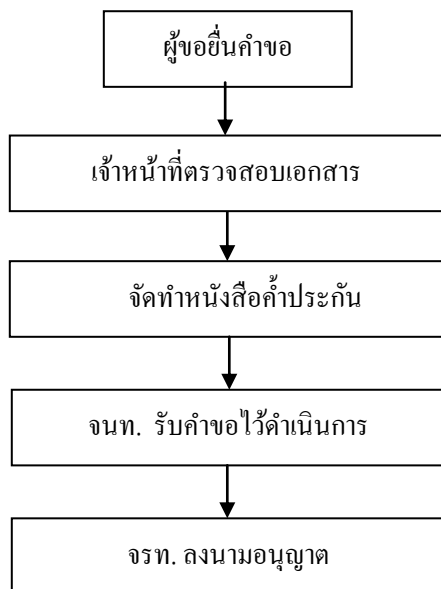 ผู้ขอยื่นคำขอ
เจ้าหน้าที่ตรวจสอบเอกสาร
จัดทำหนังสือค้ำประกัน
จนท. รับคำขอไว้ดำเนินการ
จรท. ลงนามอนุญาต